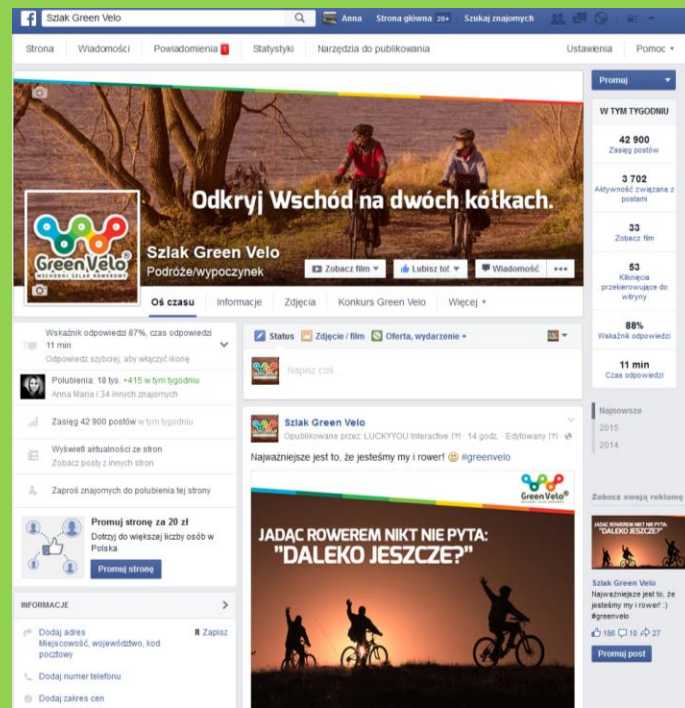 Szlak Green Velo
Anna Strona główna 20+ Szukaj znajomych
Strona Wiadomości Powiadomienia Statystyki Narzędzia do publikowania Ustawienia Pomoc
Odkryj Wschód na dwóch kółkach.
Green Velo®
WSCHODNI SZLAK ROWEROWY
Szlak Green Velo
Podróże/wypoczynek
Zobacz film Lubisz to! Wiadomość
Oś czasu Informacje Zdjęcia Konkurs Green Velo Więcej
Promuj
W TYM TYGODNIU
42 900
Zasięg postów
3 702
Aktywność związana z
postami
33
Zobacz film
53
Kliknięcia
przekierowujące do
witryny
88%
Wskaźnik odpowiedzi
11 min
Czas odpowiedzi
Najnowsze
2015
2014
Wskaźnik odpowiedzi 87%, czas odpowiedzi
11 min
Odpowiedz szybciej, aby włączyć ikonę
Polubienia: 18 tys. +415 w tym tygodniu
Anna Maria i 34 innych znajomych
Zasięg 42 900 postów w tym tygodniu
Wyświetl aktualności ze stron
Zobacz posty z innych stron
Zaproś znajomych do polubienia tej strony
Promuj stronę za 20 zł
Dotrzyj do większej liczby osób w
Polska
Promuj stronę
INFORMACJE
Dodaj adres Zapisz
Miejscowość, województwo, kod
pocztowy
Dodaj numer telefonu
Dodaj zakres cen
Status Zdjęcie / film Oferta, wydarzenie +
Napisz coś...
Szlak Green Velo
Opublikowane przez: LUCKYYOU Interactive [?] · 14 godz. · Edytowany [?] ·
Najważniejsze jest to, że jesteśmy my i rower! #greenvelo
Green Velo®
JADĄC ROWEREM NIKT NIE PYTA:
"DALEKO JESZCZE?"
Zobacz swoją reklamę
JADĄC ROWEREM NIKT NIE PYTA:
"DALEKO JESZCZE?"
Szlak Green Velo
Najważniejsze jest to, że
jesteśmy my i rower! :)
#greenvelo
186 18 27
Promuj post